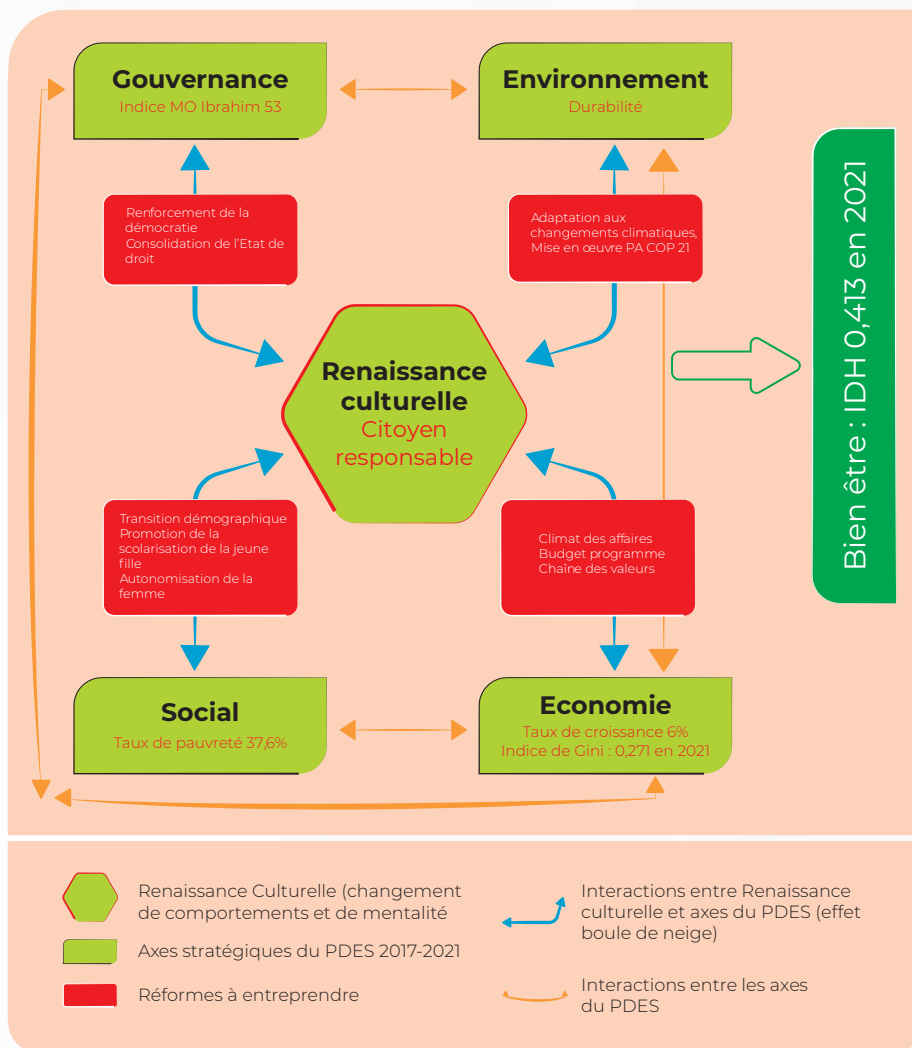 Gouvernance
Indice MO Ibrahim 53
Environnement
Durabilité
Renforcement de la
démocratie
Consolidation de l'Etat de
droit
Adaptation aux
changements climatiques,
Mise en œuvre PA COP 21
Renaissance
culturelle
Citoyen
responsable
Bien être : IDH 0,413 en 2021
Transition démographique
Promotion de la
scolarisation de la jeune
fille
Autonomisation de la
femme
Climat des affaires
Budget programme
Chaîne des valeurs
Social
Taux de pauvreté 37,6%
Economie
Taux de croissance 6%
Indice de Gini : 0,271 en 2021
Renaissance Culturelle (changement
de comportements et de mentalité
Axes stratégiques du PDES 2017-2021
Réformes à entreprendre
Interactions entre Renaissance
culturelle et axes du PDES (effet
boule de neige)
Interactions entre les axes
du PDES